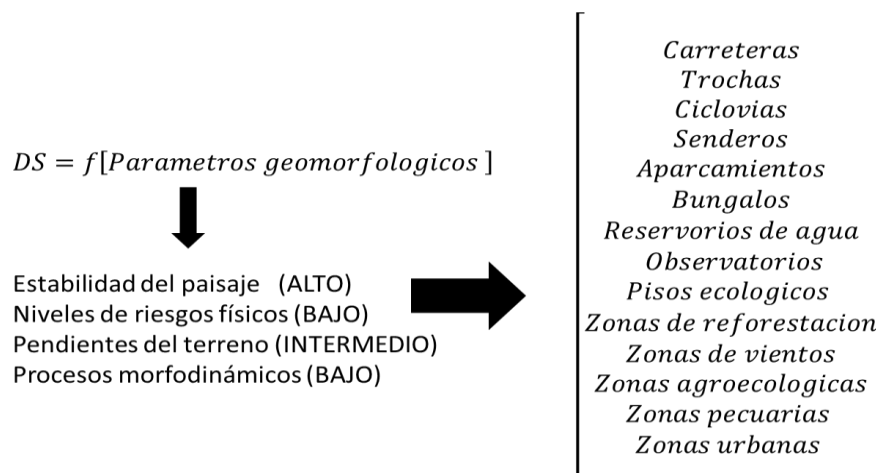 DS = f[Parametros geomorfologicos ]
Estabilidad del paisaje (ALTO)
Niveles de riesgos físicos (BAJO)
Pendientes del terreno (INTERMEDIO)
Procesos morfodinámicos (BAJO)
Carreteras
Trochas
Ciclovias
Senderos
Aparcamientos
Bungalos
Reservorios de agua
Observatorios
Pisos ecologicos
Zonas de reforestacion
Zonas de vientos
Zonas agroecologicas
Zonas pecuarias
Zonas urbanas